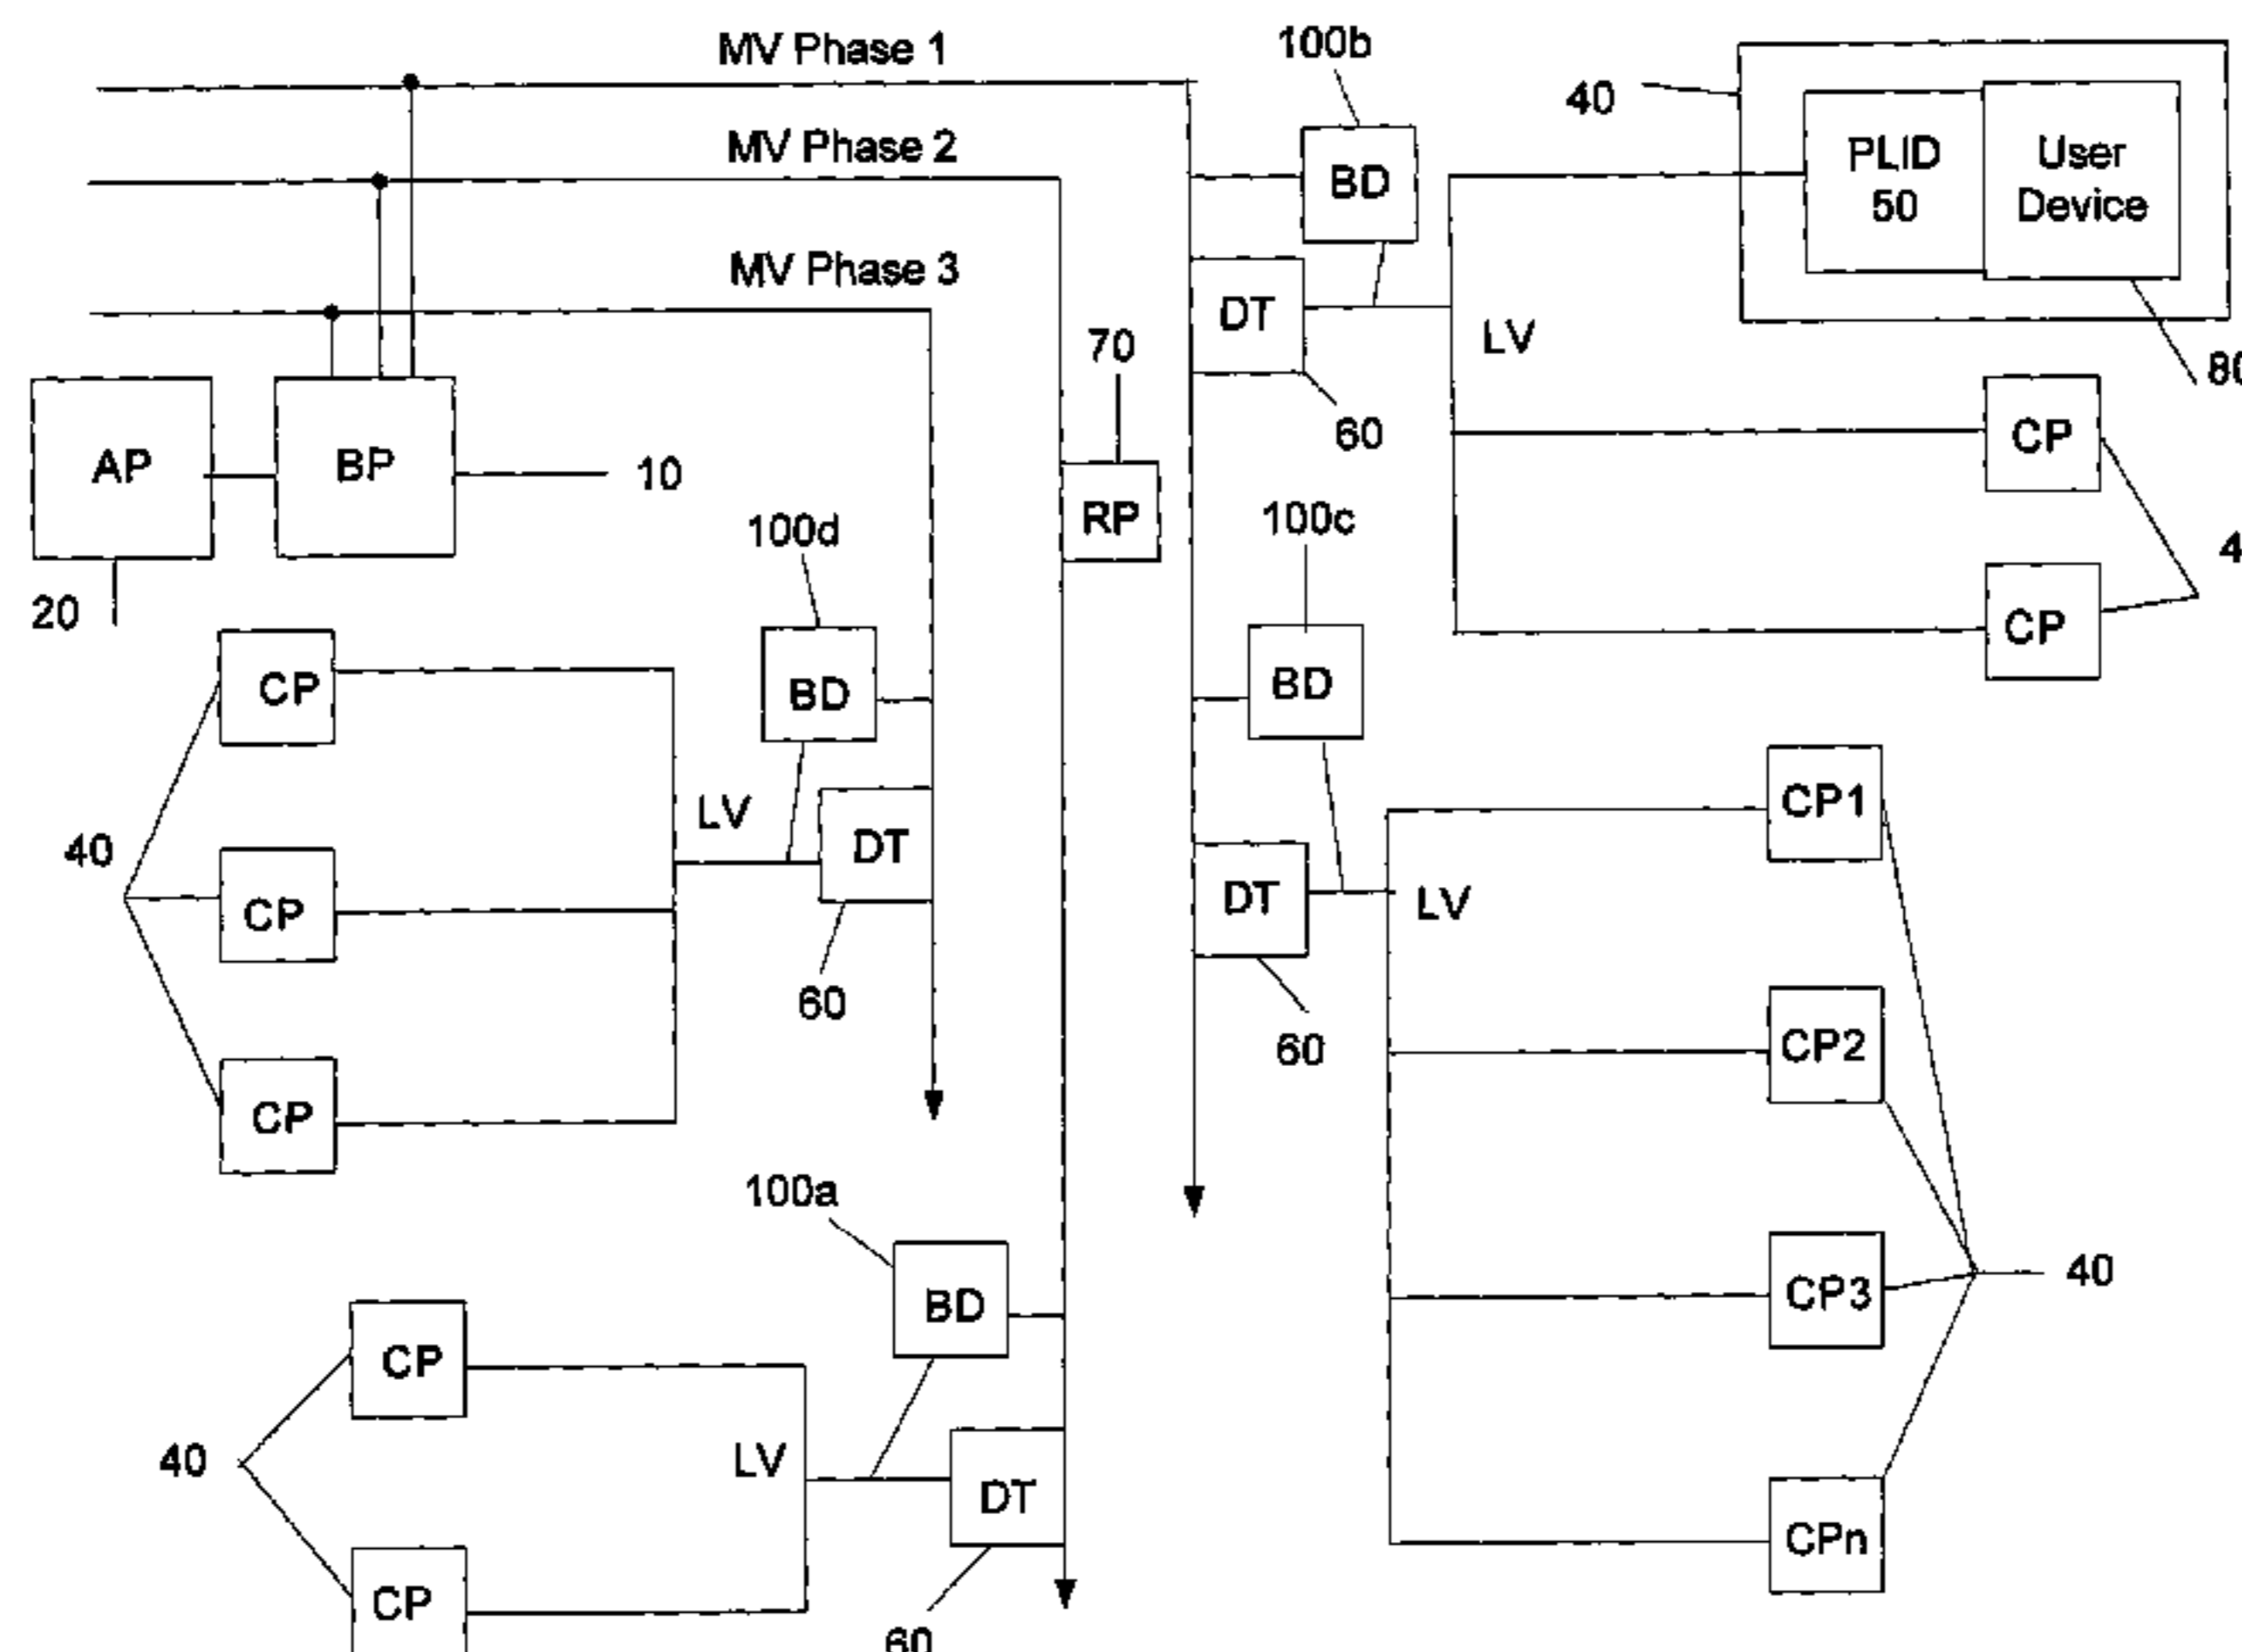 MV Phase 1
100b
40
MV Phase 2
BD
PLID
50
User
Device
MV Phase 3
DT
LV
70
60
CP
AP
BP
10
RP
100d
100c
20
CP
CP
BD
BD
CP1
LV
DT
40
CP
DT
LV
60
60
CP2
CP
100a
BD
CP3
40
CP
40
LV
DT
CPn
CP
60